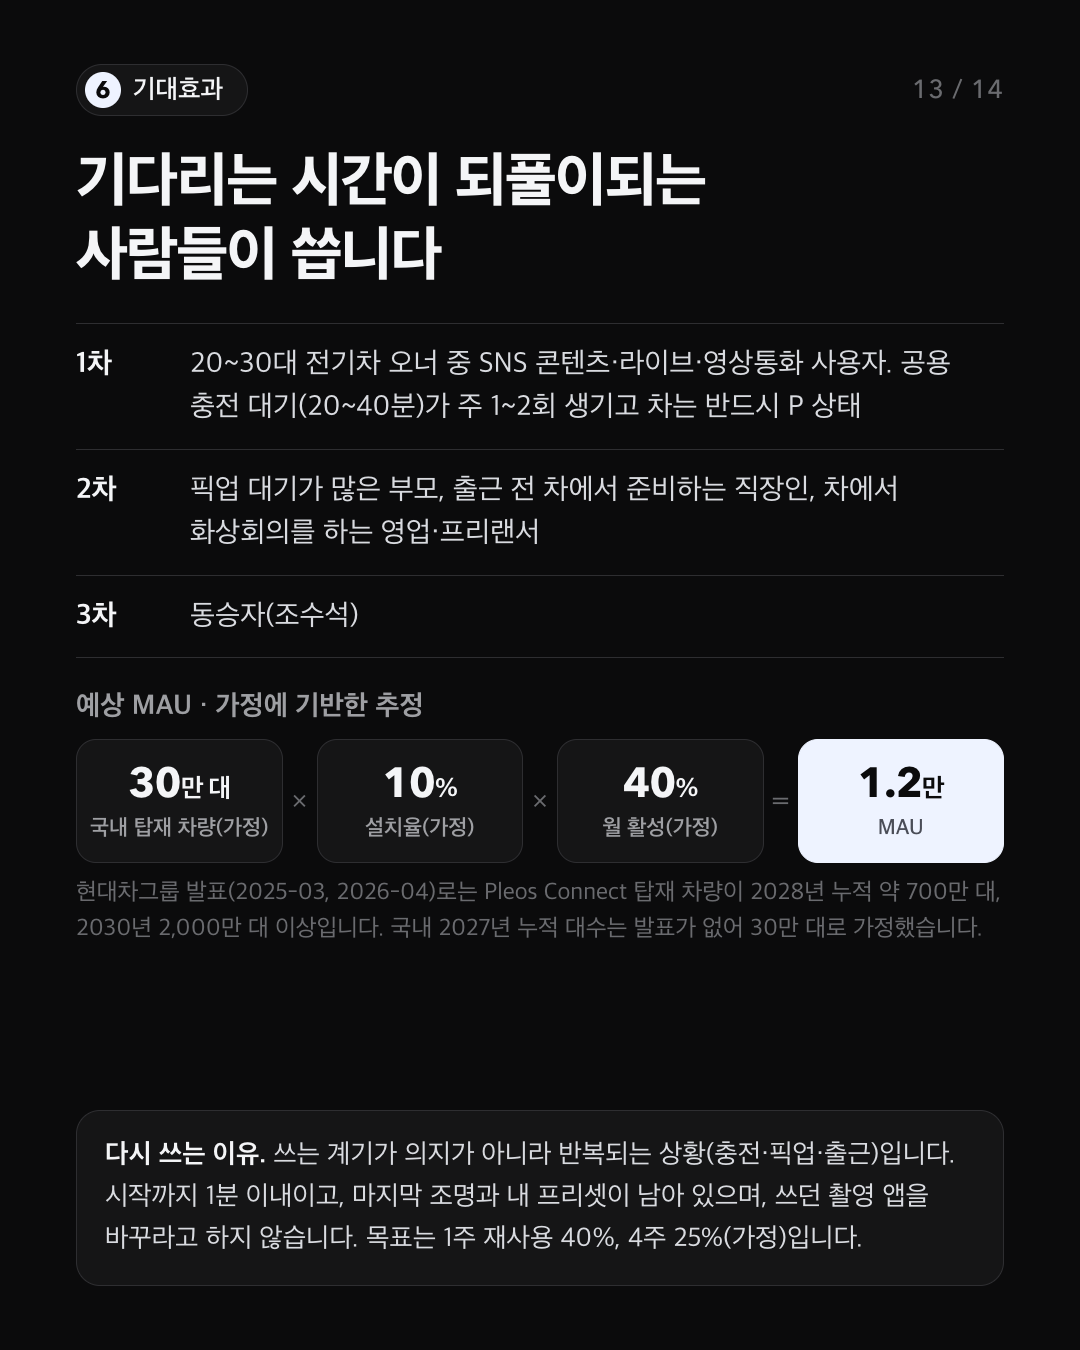 6 기대효과
13 / 14
기다리는 시간이 되풀이되는
사람들이 씁니다
1차
20~30대 전기차 오너 중 SNS 콘텐츠·라이브·영상통화 사용자. 공용
충전 대기(20~40분)가 주 1~2회 생기고 차는 반드시 P 상태
2차
픽업 대기가 많은 부모, 출근 전 차에서 준비하는 직장인, 차에서
화상회의를 하는 영업·프리랜서
3차
동승자(조수석)
예상 MAU · 가정에 기반한 추정
30만 대
국내 탑재 차량(가정)
×
10%
설치율(가정)
×
40%
월 활성(가정)
=
1.2만
MAU
현대차그룹 발표(2025-03, 2026-04)로는 Pleos Connect 탑재 차량이 2028년 누적 약 700만 대,
2030년 2,000만 대 이상입니다. 국내 2027년 누적 대수는 발표가 없어 30만 대로 가정했습니다.
다시 쓰는 이유. 쓰는 계기가 의지가 아니라 반복되는 상황(충전·픽업·출근)입니다.
시작까지 1분 이내이고, 마지막 조명과 내 프리셋이 남아 있으며, 쓰던 촬영 앱을
바꾸라고 하지 않습니다. 목표는 1주 재사용 40%, 4주 25%(가정)입니다.